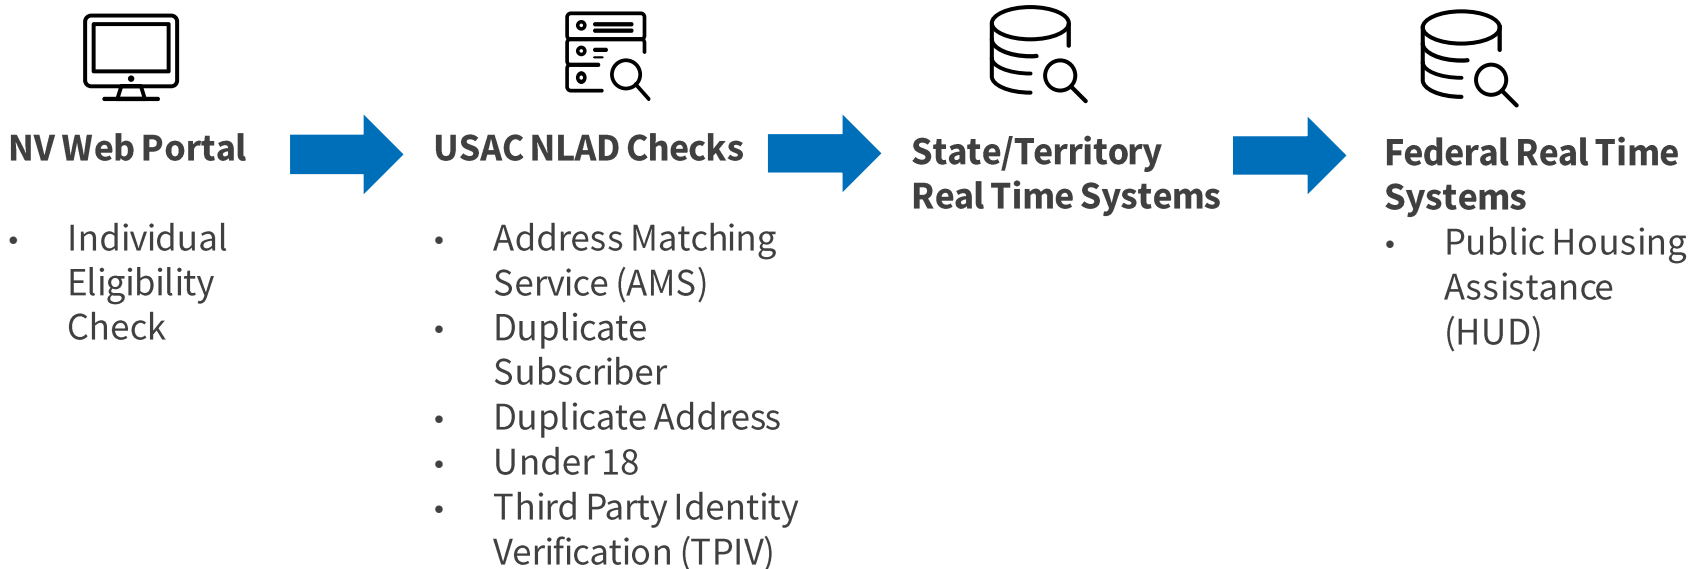 NV Web Portal
• Individual
Eligibility
Check
USAC NLAD Checks
• Address Matching
Service (AMS)
• Duplicate
Subscriber
• Duplicate Address
• Under 18
• Third Party Identity
Verification (TPIV)
State/Territory
Real Time Systems
Federal Real Time
Systems
• Public Housing
Assistance
(HUD)